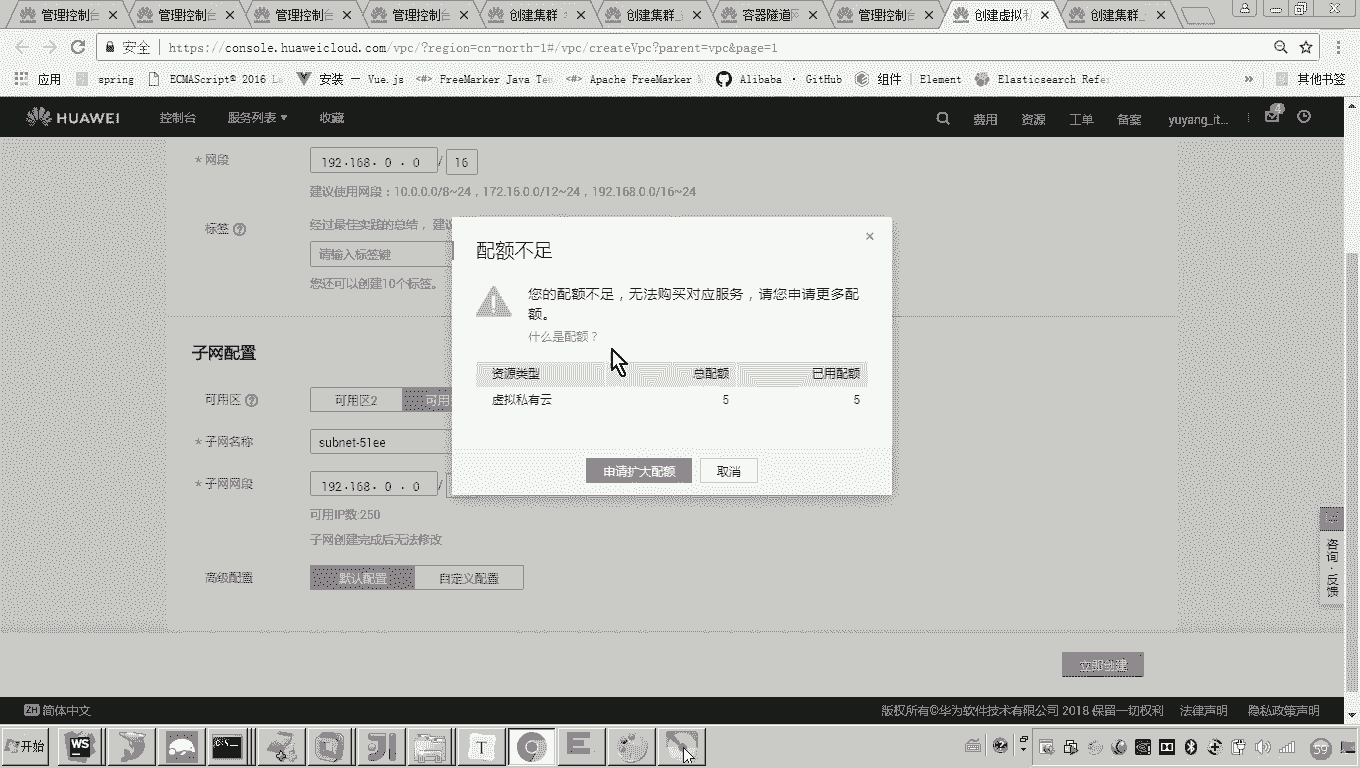 管理控制台
管理控制台
管理控制台
管理控制台
创建集群
创建集群_
容器隧道网
管理控制台
创建虚拟私
创建集群_
安全 https://console.huaweicloud.com/vpc/?region=cn-north-1#/vpc/createVpc?parent=vpc&page=1
应用 spring ECMAScript® 2016 La 安装 — Vue.js FreeMarker Java Tem Apache FreeMarker Alibaba · GitHub 组件 | Element Elasticsearch Refer » 其他书签
HUAWEI 控制台 服务列表 收藏 费用 资源 工单 备案 yuyang_it... 4
* 网段 192 . 168 . 0 . 0 / 16
建议使用网段：10.0.0.0/8~24，172.16.0.0/12~24，192.168.0.0/16~24
标签 经过最佳实践的总结， 建议
请输入标签键
您还可以创建10个标签。
配额不足
您的配额不足，无法购买对应服务，请您申请更多配
额。
什么是配额？
资源类型 总配额 已用配额
虚拟私有云 5 5
申请扩大配额 取消
子网配置
可用区 可用区2 可用
* 子网名称 subnet-51ee
* 子网网段 192 . 168 . 0 . 0 /
可用IP数:250
子网创建完成后无法修改
高级配置 默认配置 自定义配置
咨询·反馈
立即创建
ZH 简体中文 版权所有©华为软件技术有限公司 2018 保留一切权利 法律声明 隐私政策声明
开始 WS T 59